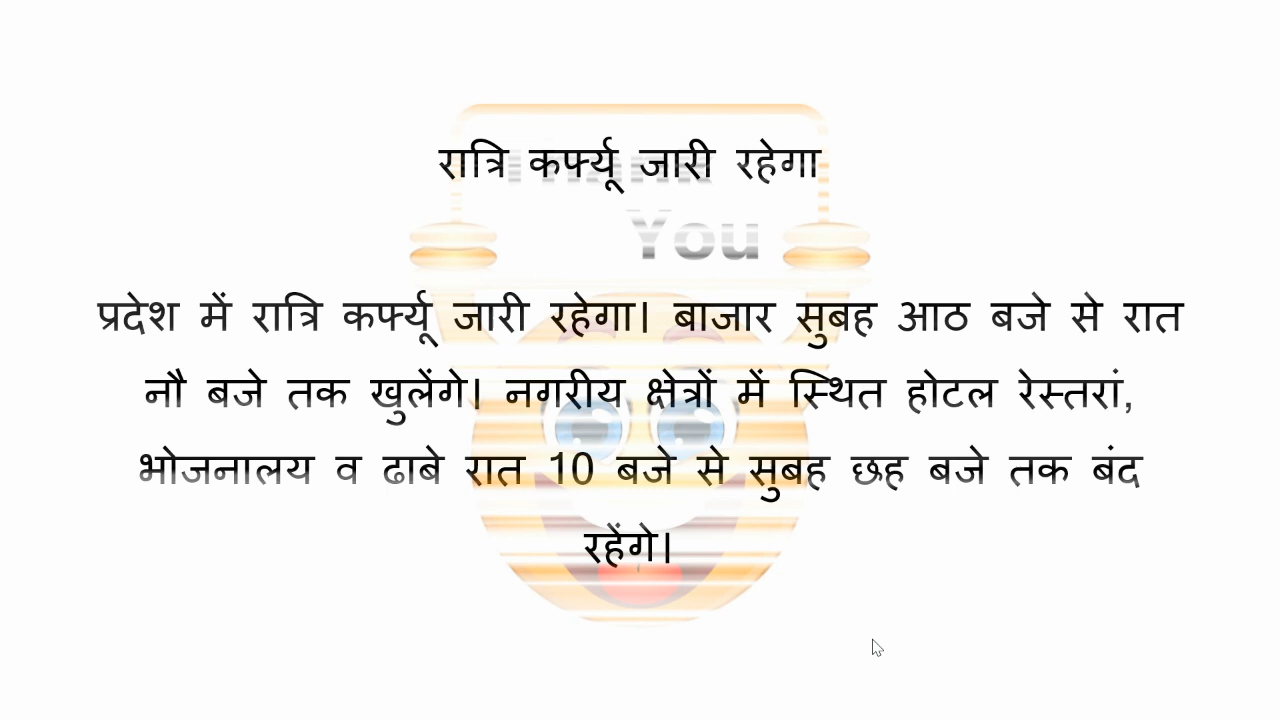 रात्रि कर्फ्यू जारी रहेगा
You
प्रदेश में रात्रि कर्फ्यू जारी रहेगा। बाजार सुबह आठ बजे से रात
नौ बजे तक खुलेंगे। नगरीय क्षेत्रों में स्थित होटल रेस्तरां,
भोजनालय व ढाबे रात 10 बजे से सुबह छह बजे तक बंद
रहेंगे।